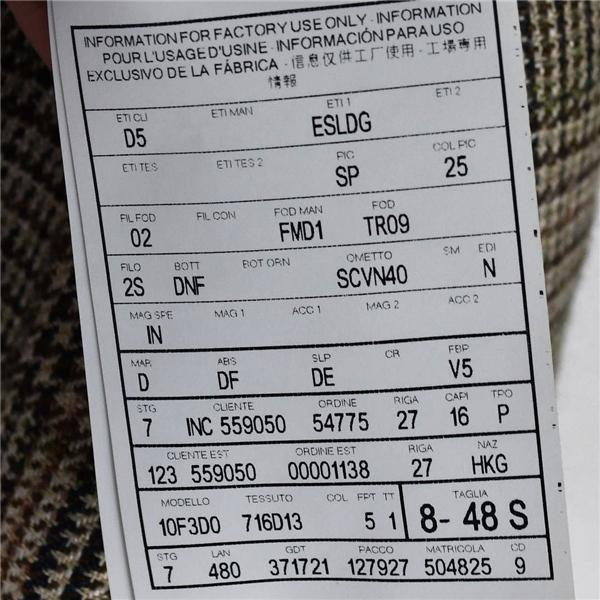 INFORMATION FOR FACTORY USE ONLY - INFORMATION
POUR L'USAGE D'USINE - INFORMACIÓN PARA USO
EXCLUSIVO DE LA FÁBRICA - 信息仅供工厂使用 - 工場専用
情報
ETI CLI ETI MAN ETI 1 ETI 2
D5 ESLDG
ETI TES ETI TES 2 PIC COL PIC
SP 25
FIL FOD FIL CON FOD MAN FOD
02 FMD1 TR09
FILO BOTT BOT ORN OMETTO SM EDI
2S DNF SCVN40 N
MAG SPE MAG 1 ACC 1 MAG 2 ACC 2
IN
MAR ABS SLP CR FBP
D DF DE V5
STG CLIENTE ORDINE RIGA CAPI TPO
7 INC 559050 54775 27 16 P
CLIENTE EST ORDINE EST RIGA NAZ
123 559050 00001138 27 HKG
MODELLO TESSUTO COL FPT TT TAGLIA
10F3D0 716D13 5 1 8- 48 S
STG LAN GDT PACCO MATRICOLA CD
7 480 371721 127927 504825 9